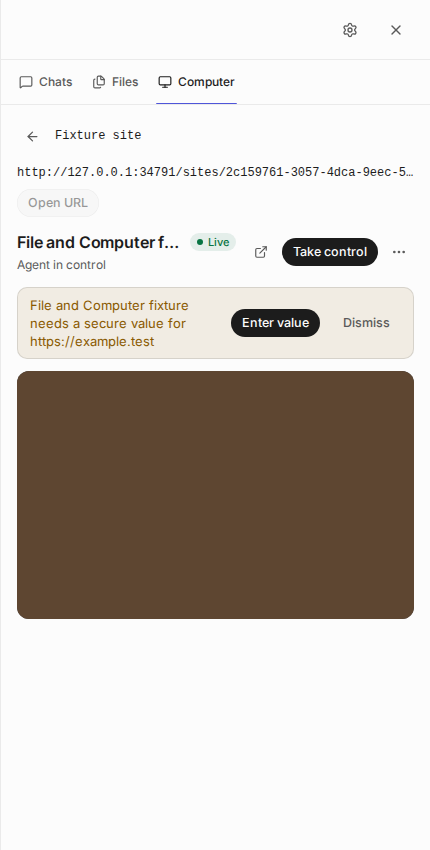 Chats Files Computer
Fixture site
http://127.0.0.1:34791/sites/2c159761-3057-4dca-9eec-5…
Open URL
File and Computer f… Live
Agent in control
Take control
File and Computer fixture
needs a secure value for
https://example.test
Enter value Dismiss